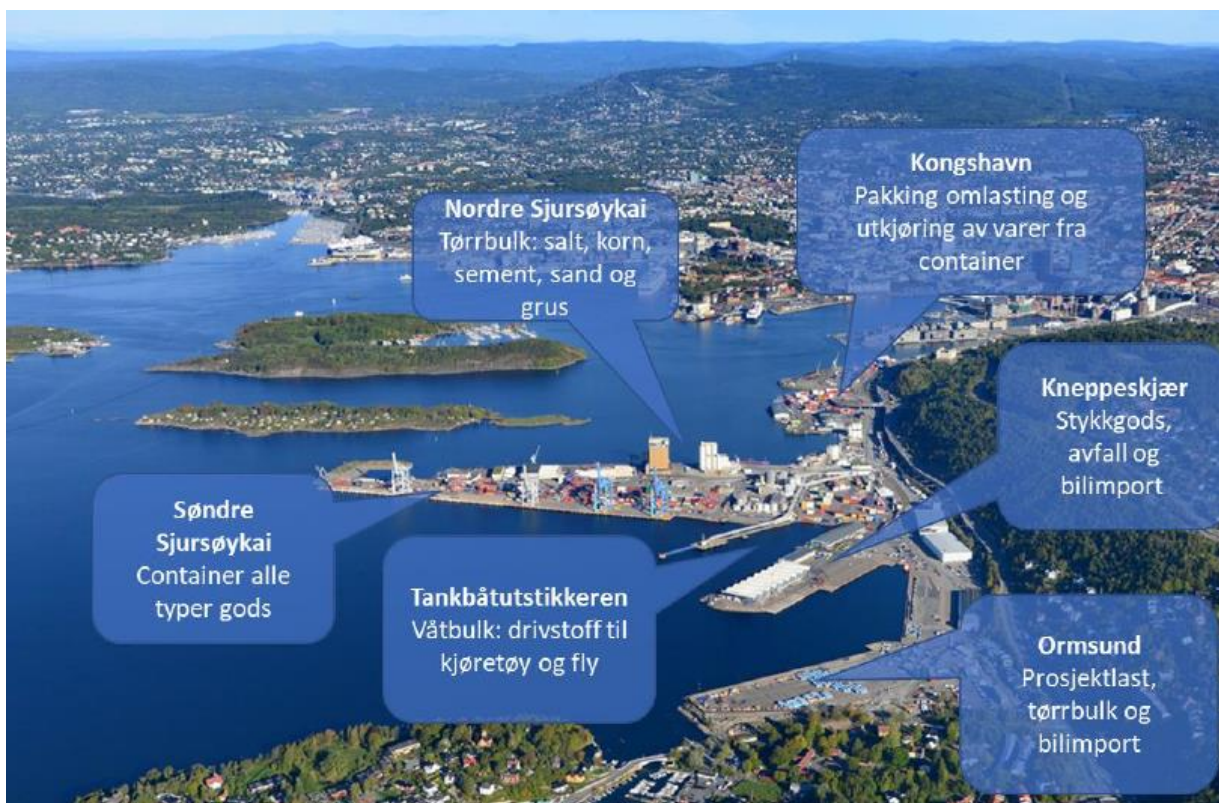 Kongshavn
Pakking omlasting og
utkjøring av varer fra
container
Nordre Sjursøykai
Tørrbulk: salt, korn,
sement, sand og
grus
Kneppeskjær
Stykkgods,
avfall og
bilimport
Søndre
Sjursøykai
Container alle
typer gods
Tankbåtutstikkeren
Våtbulk: drivstoff til
kjøretøy og fly
Ormsund
Prosjektlast,
tørrbulk og
bilimport